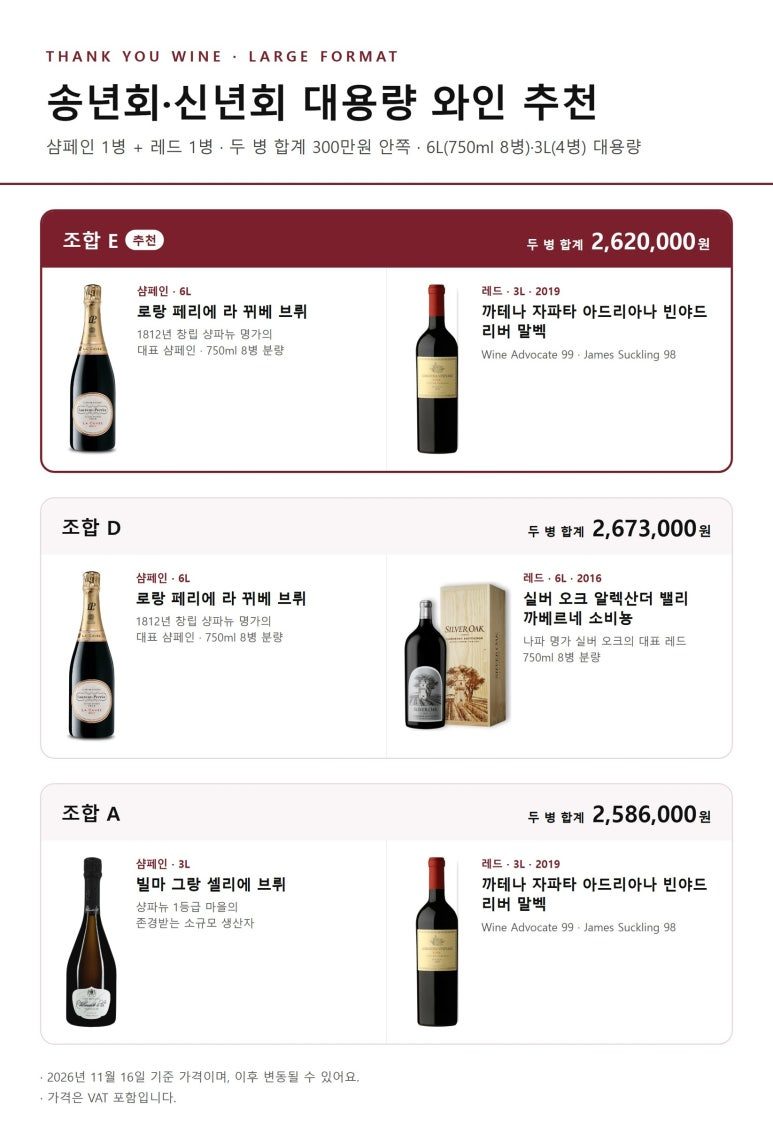 THANK YOU WINE · LARGE FORMAT
송년회·신년회 대용량 와인 추천
샴페인 1병 + 레드 1병 · 두 병 합계 300만원 안쪽 · 6L(750ml 8병)·3L(4병) 대용량
조합 E 추천
두 병 합계 2,620,000원
샴페인 · 6L
로랑 페리에 라 뀌베 브뤼
1812년 창립 샹파뉴 명가의
대표 샴페인 · 750ml 8병 분량
레드 · 3L · 2019
까테나 자파타 아드리아나 빈야드
리버 말벡
Wine Advocate 99 · James Suckling 98
조합 D
두 병 합계 2,673,000원
샴페인 · 6L
로랑 페리에 라 뀌베 브뤼
1812년 창립 샹파뉴 명가의
대표 샴페인 · 750ml 8병 분량
SILVER OAK
SILVER OAK
레드 · 6L · 2016
실버 오크 알렉산더 밸리
까베르네 소비뇽
나파 명가 실버 오크의 대표 레드
750ml 8병 분량
조합 A
두 병 합계 2,586,000원
샴페인 · 3L
빌마 그랑 셀리에 브뤼
샹파뉴 1등급 마을의
존경받는 소규모 생산자
레드 · 3L · 2019
까테나 자파타 아드리아나 빈야드
리버 말벡
Wine Advocate 99 · James Suckling 98
· 2026년 11월 16일 기준 가격이며, 이후 변동될 수 있어요.
· 가격은 VAT 포함입니다.